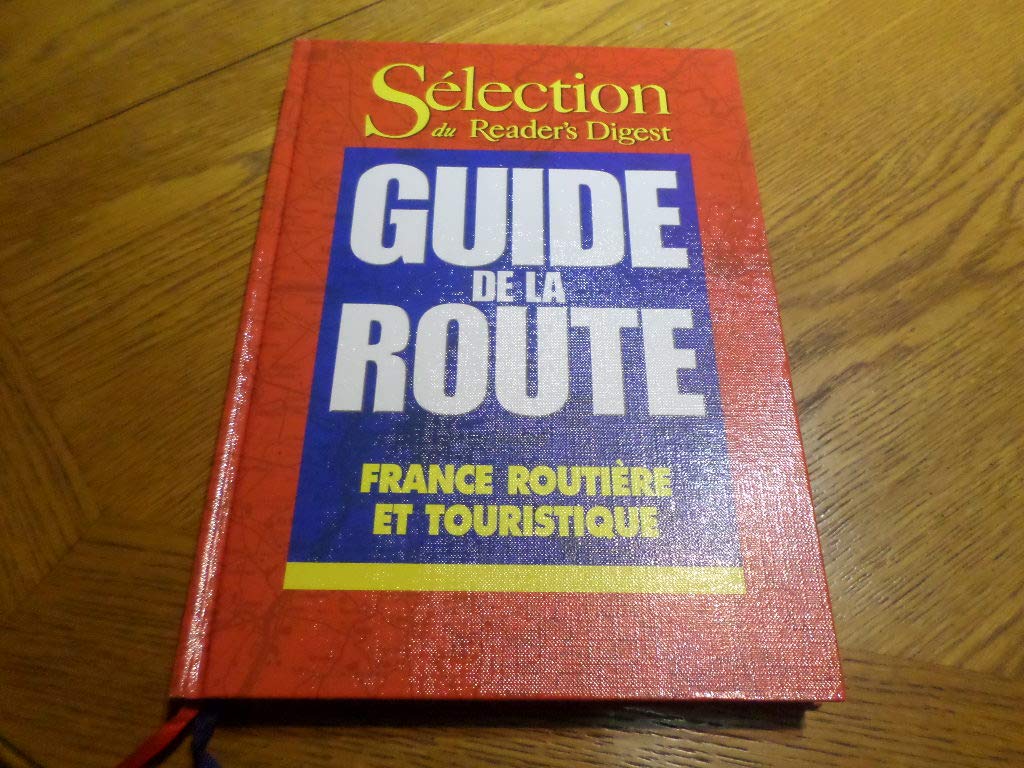 Sélection
du Reader's Digest
GUIDE
DE LA
ROUTE
FRANCE ROUTIÈRE
ET TOURISTIQUE